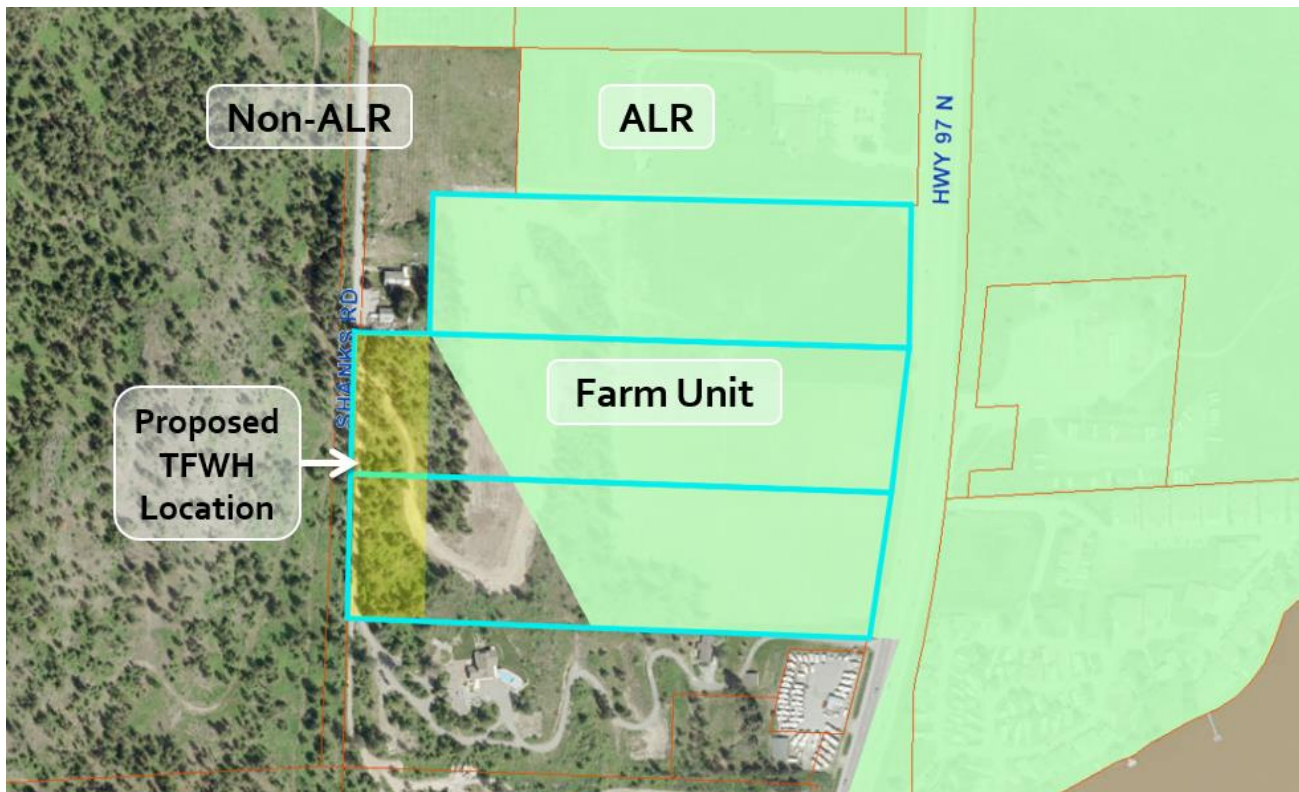 Non-ALR
ALR
HWY 97 N
Farm Unit
SHANKS RD
Proposed
TFWH
Location